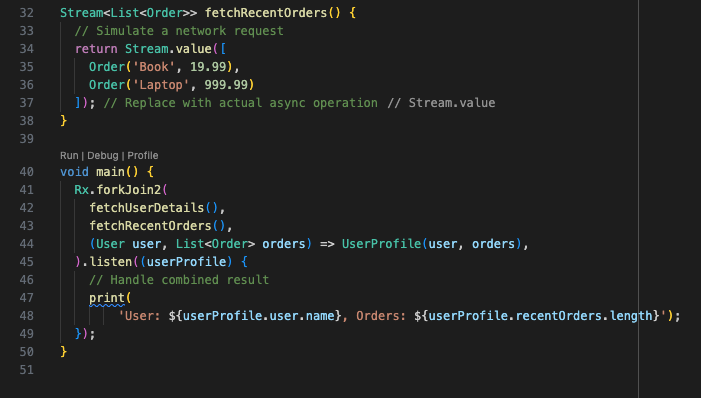 32 Stream<List<Order>> fetchRecentOrders() {
33   // Simulate a network request
34   return Stream.value([
35     Order('Book', 19.99),
36     Order('Laptop', 999.99)
37   ]); // Replace with actual async operation // Stream.value
38 }
39
Run | Debug | Profile
40 void main() {
41   Rx.forkJoin2(
42     fetchUserDetails(),
43     fetchRecentOrders(),
44     (User user, List<Order> orders) => UserProfile(user, orders),
45   ).listen((userProfile) {
46     // Handle combined result
47     print(
48         'User: ${userProfile.user.name}, Orders: ${userProfile.recentOrders.length}');
49   });
50 }
51